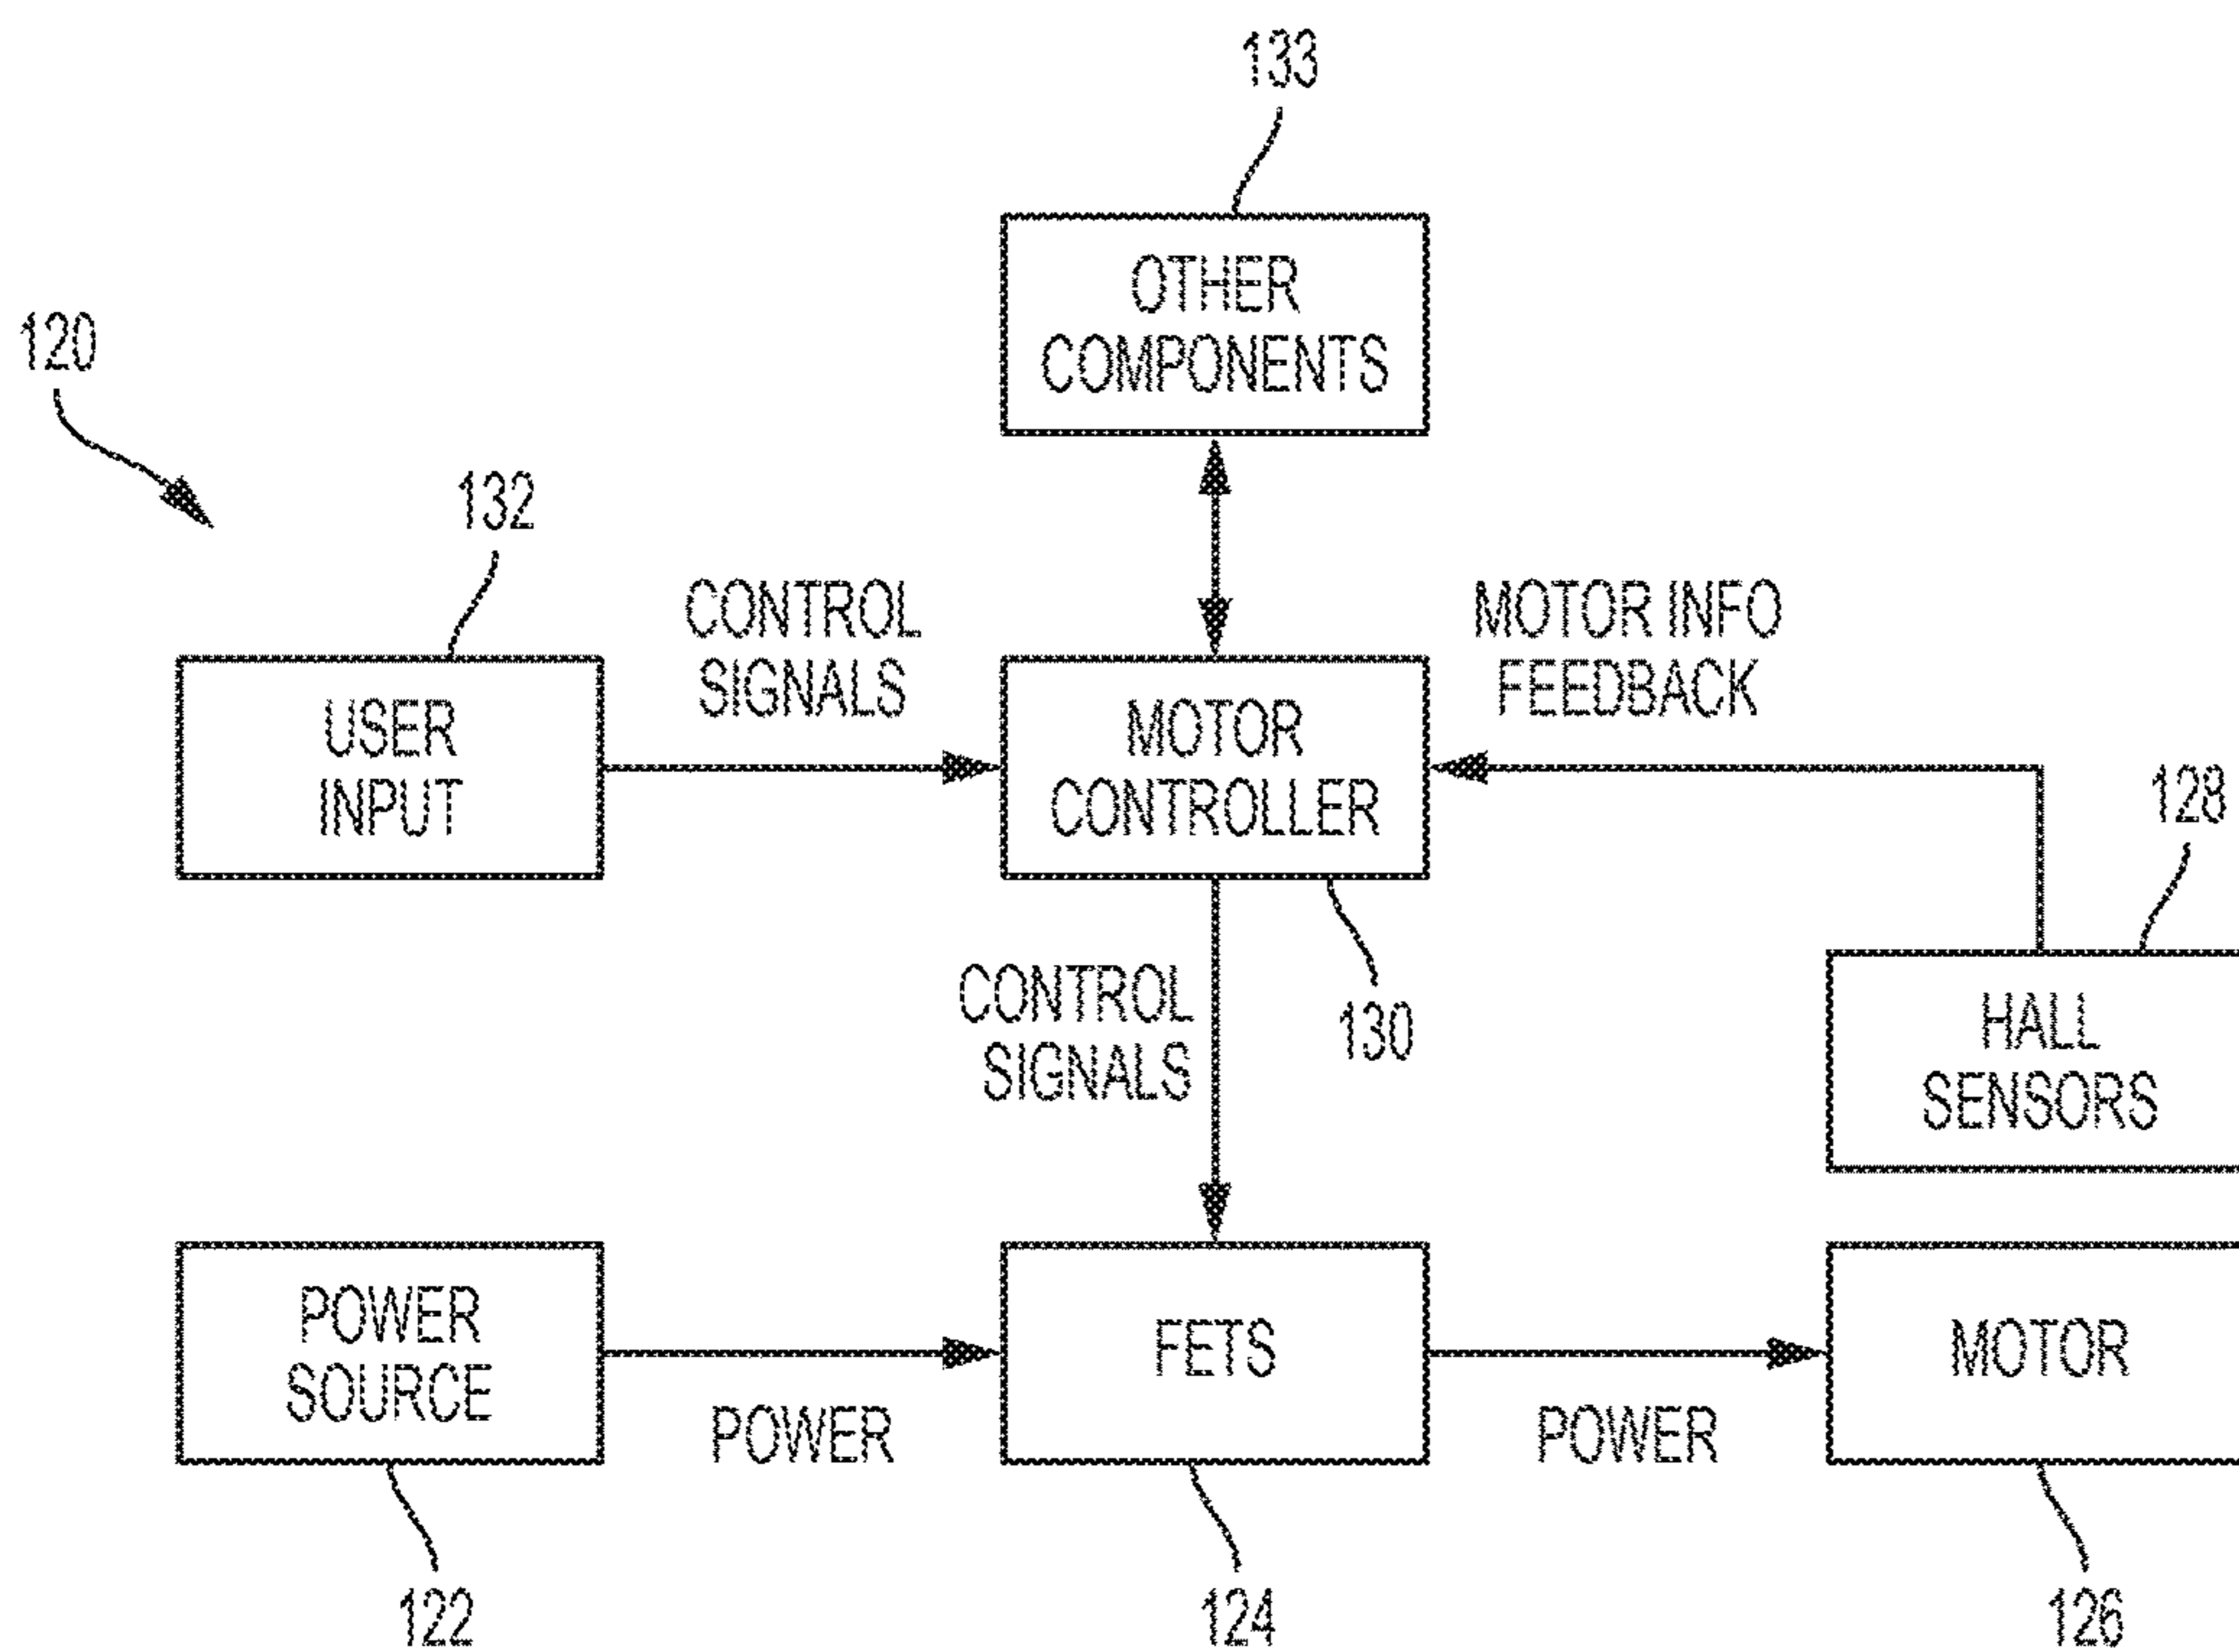 133
OTHER
COMPONENTS
120
132
CONTROL
SIGNALS
MOTOR INFO
FEEDBACK
USER
INPUT
MOTOR
CONTROLLER
128
CONTROL
SIGNALS
130
HALL
SENSORS
POWER
SOURCE
POWER
FETS
POWER
MOTOR
122
124
126